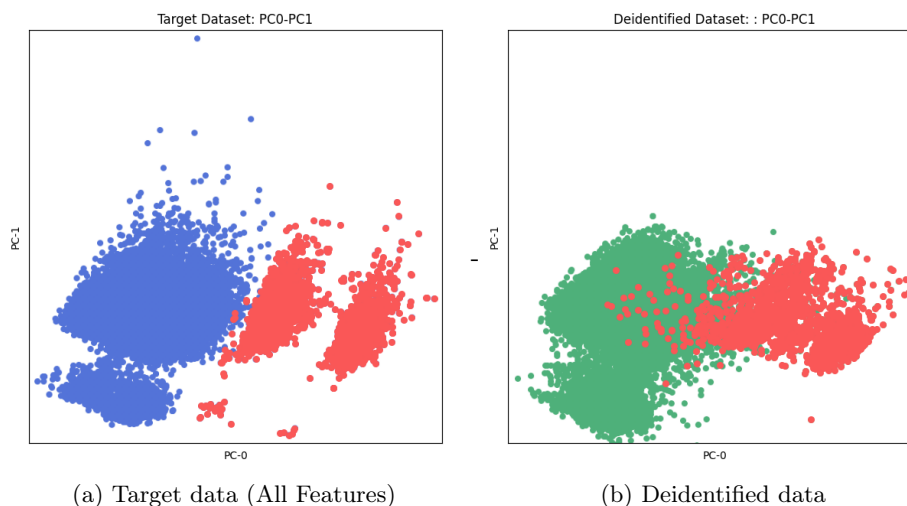 Target Dataset: PC0-PC1
PC-1
PC-0
(a) Target data (All Features)
Deidentified Dataset: : PC0-PC1
PC-1
PC-0
(b) Deidentified data